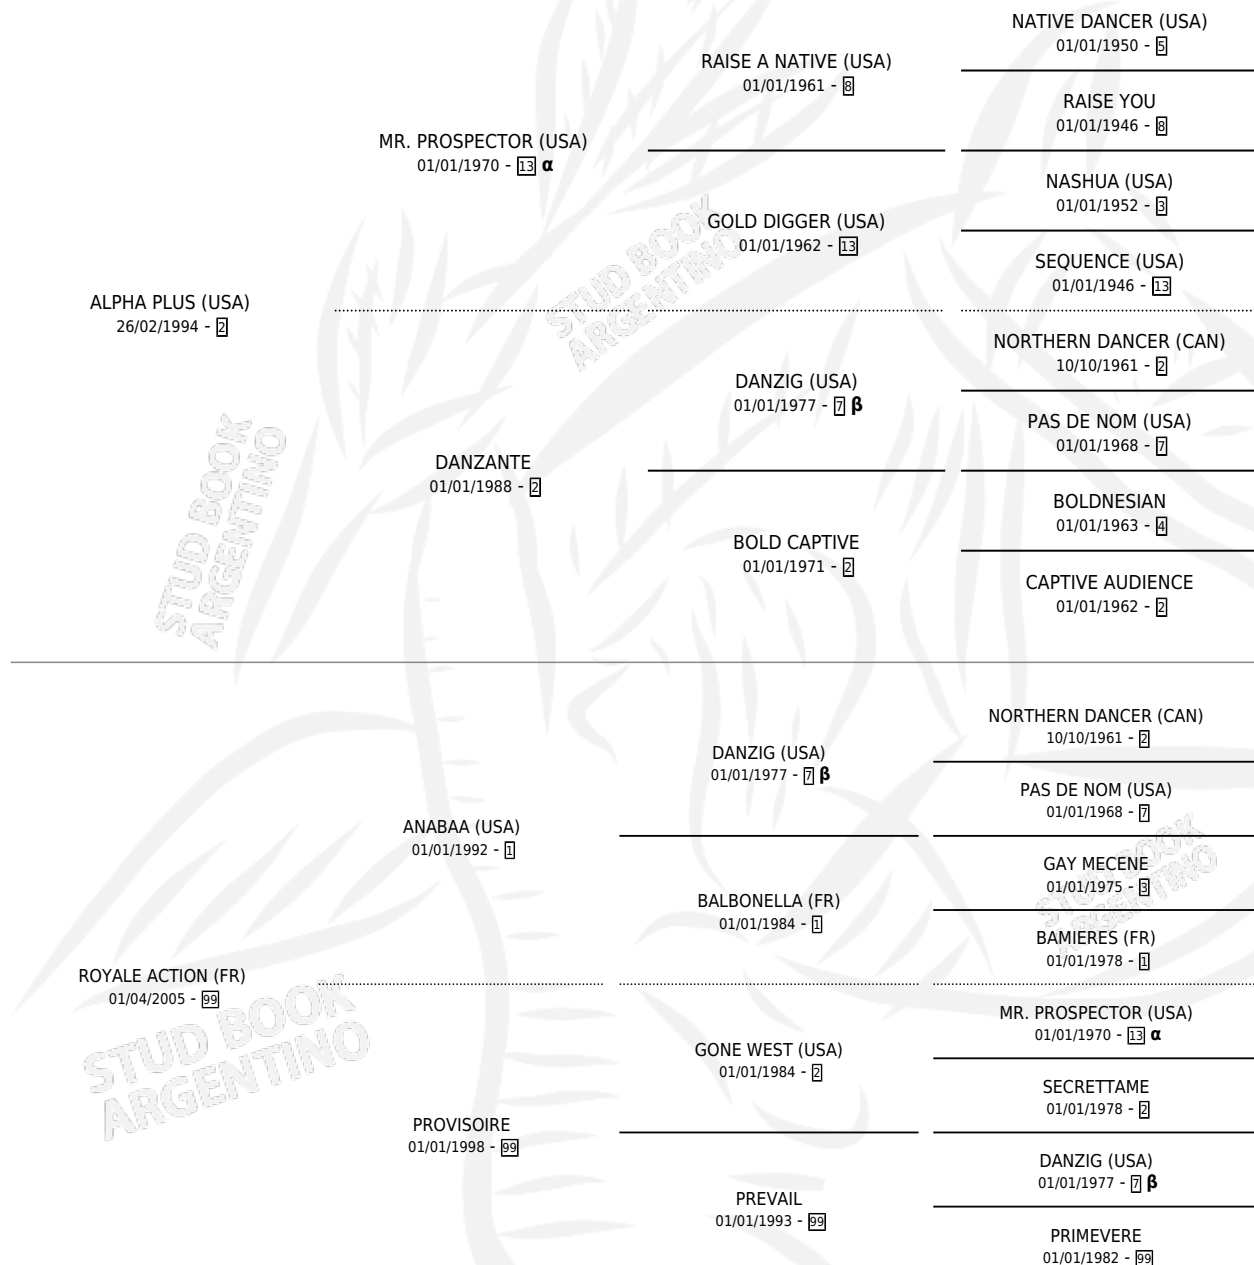 NATIVE DANCER (USA)
01/01/1950 - 5
RAISE A NATIVE (USA)
01/01/1961 - 8
RAISE YOU
01/01/1946 - 8
MR. PROSPECTOR (USA)
01/01/1970 - 13 α
NASHUA (USA)
01/01/1952 - 3
GOLD DIGGER (USA)
01/01/1962 - 13
SEQUENCE (USA)
01/01/1946 - 13
ALPHA PLUS (USA)
26/02/1994 - 2
NORTHERN DANCER (CAN)
10/10/1961 - 2
DANZIG (USA)
01/01/1977 - 7 β
PAS DE NOM (USA)
01/01/1968 - 7
DANZANTE
01/01/1988 - 2
BOLDNESIAN
01/01/1963 - 4
BOLD CAPTIVE
01/01/1971 - 2
CAPTIVE AUDIENCE
01/01/1962 - 2
NORTHERN DANCER (CAN)
10/10/1961 - 2
DANZIG (USA)
01/01/1977 - 7 β
PAS DE NOM (USA)
01/01/1968 - 7
ANABAA (USA)
01/01/1992 - 1
GAY MECENE
01/01/1975 - 3
BALBONELLA (FR)
01/01/1984 - 1
BAMIERES (FR)
01/01/1978 - 1
ROYALE ACTION (FR)
01/04/2005 - 99
MR. PROSPECTOR (USA)
01/01/1970 - 13 α
GONE WEST (USA)
01/01/1984 - 2
SECRETTAME
01/01/1978 - 2
PROVISOIRE
01/01/1998 - 99
DANZIG (USA)
01/01/1977 - 7 β
PREVAIL
01/01/1993 - 99
PRIMEVERE
01/01/1982 - 99
STUD BOOK
ARGENTINO
STUD BOOK
ARGENTINO
STUD BOOK
ARGENTINO
STUD BOOK
ARGENTINO